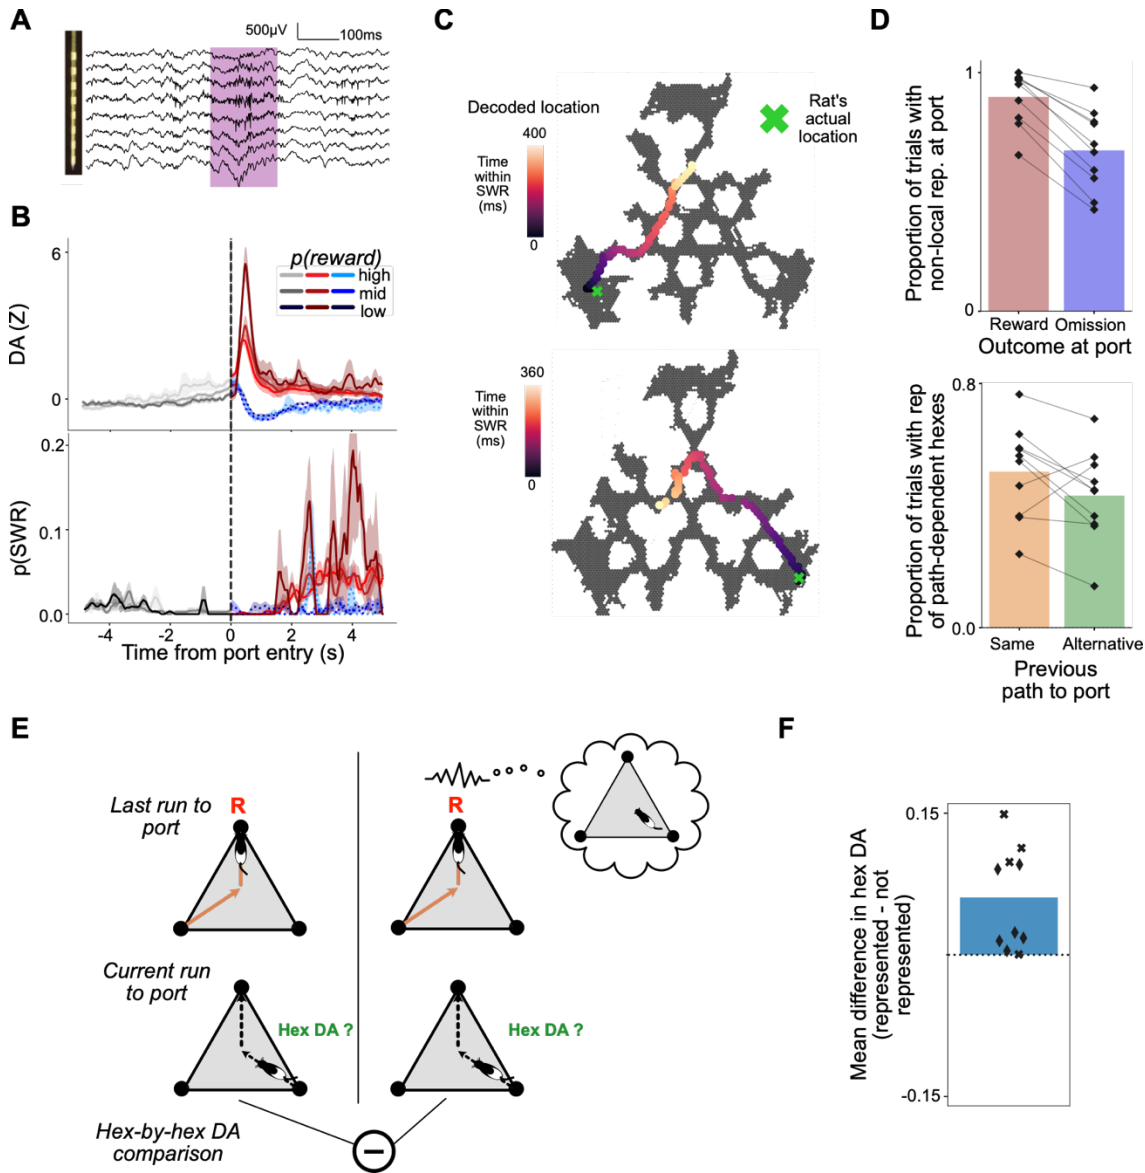 A
500μV
100ms
B
6
0
DA (Z)
p(reward)
high
mid
low
0.2
0.1
0.0
p(SWR)
-4
-2
0
2
4
Time from port entry (s)
C
Decoded location
400
Time
within
SWR
(ms)
0
Rat's
actual
location
360
Time
within
SWR
(ms)
0
D
1
0
Proportion of trials with
non-local rep. at port
Reward
Omission
Outcome at port
0.8
0.0
Proportion of trials with rep
of path-dependent hexes
Same
Alternative
Previous
path to port
E
Last run to
port
R
R
Current run
to port
Hex DA ?
Hex DA ?
Hex-by-hex DA
comparison
F
0.15
-0.15
Mean difference in hex DA
(represented - not
represented)